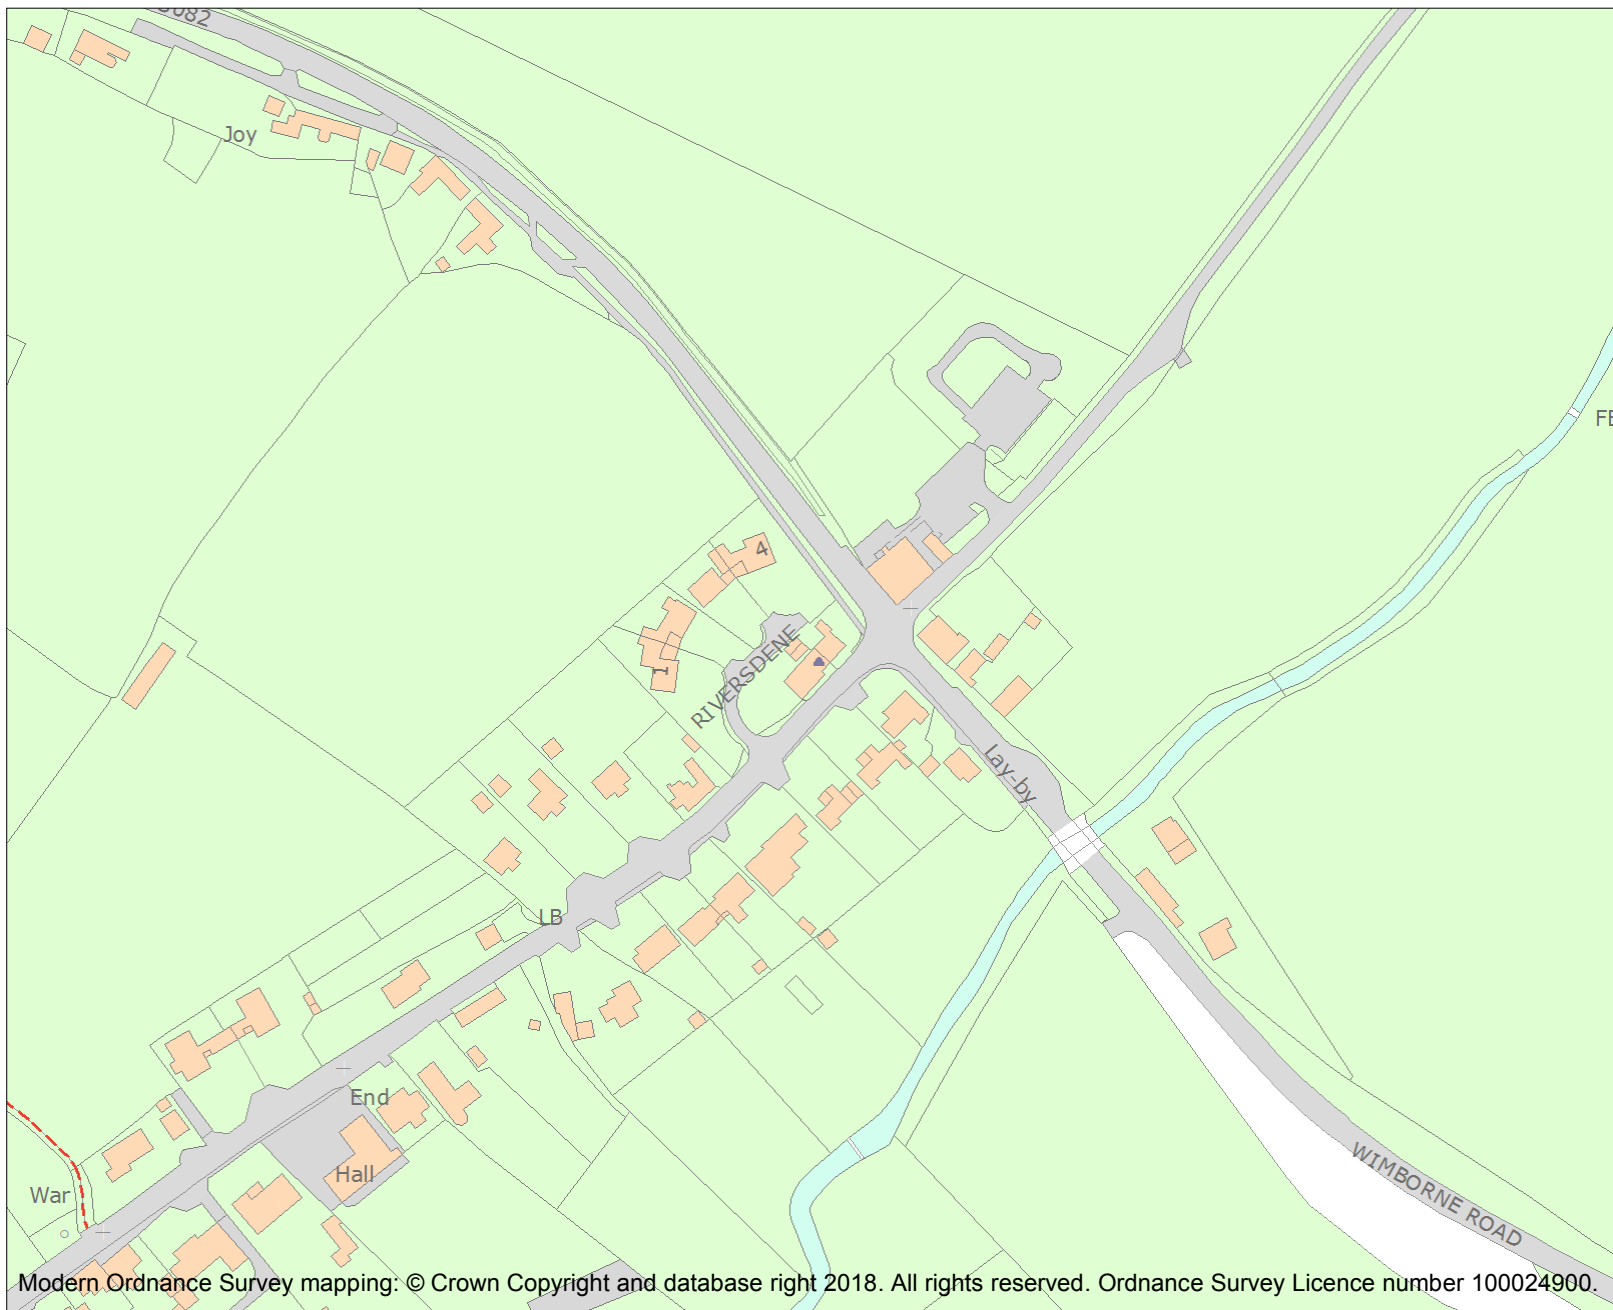 Joy
FB
4
RIVERSDENE
1
Lay-by
LB
End
Hall
War
WIMBORNE ROAD
Modern Ordnance Survey mapping: © Crown Copyright and database right 2018. All rights reserved. Ordnance Survey Licence number 100024900.